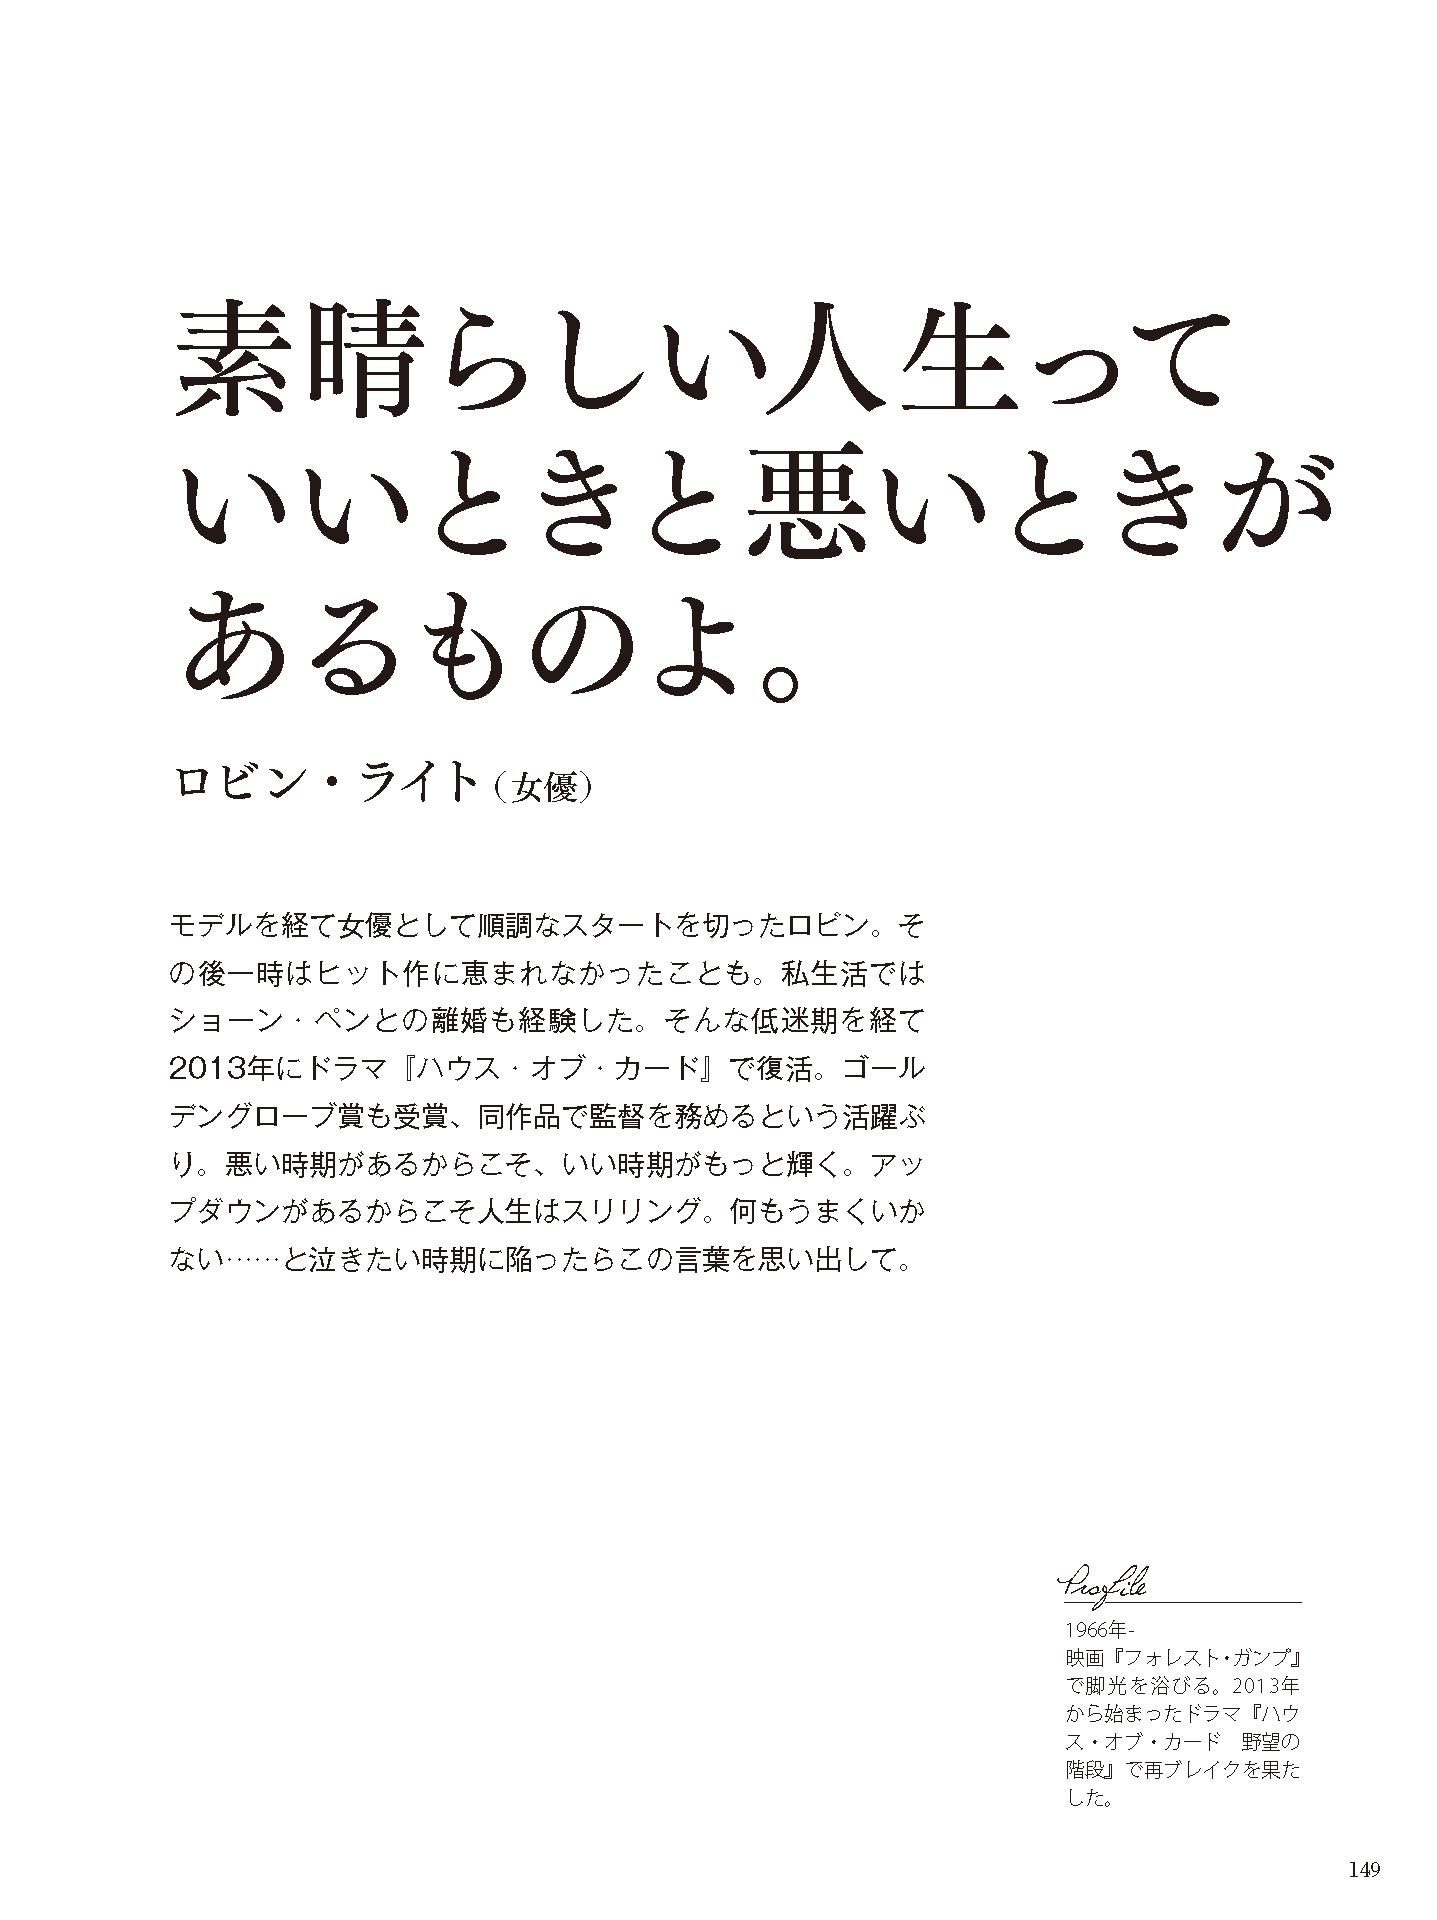 素晴らしい人生って
いいときと悪いときが
あるものよ。
ロビン・ライト（女優）
モデルを経て女優として順調なスタートを切ったロビン。そ
の後一時はヒット作に恵まれなかったことも。私生活では
ショーン・ペンとの離婚も経験した。そんな低迷期を経て
2013年にドラマ『ハウス・オブ・カード』で復活。ゴール
デングローブ賞も受賞、同作品で監督を務めるという活躍ぶ
り。悪い時期があるからこそ、いい時期がもっと輝く。アッ
プダウンがあるからこそ人生はスリリング。何もうまくいか
ない……と泣きたい時期に陥ったらこの言葉を思い出して。
Profile
1966年-
映画『フォレスト・ガンプ』
で脚光を浴びる。2013年
から始まったドラマ『ハウ
ス・オブ・カード　野望の
階段』で再ブレイクを果た
した。
149